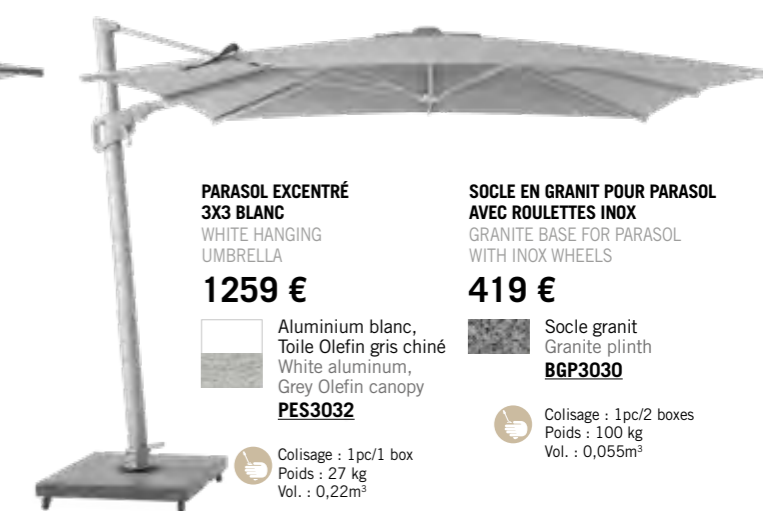 PARASOL EXCENTRÉ
3X3 BLANC
WHITE HANGING
UMBRELLA
1259 €
Aluminium blanc,
Toile Olefin gris chiné
White aluminum,
Grey Olefin canopy
PES3032
Colisage : 1pc/1 box
Poids : 27 kg
Vol. : 0,22m³
SOCLE EN GRANIT POUR PARASOL
AVEC ROULETTES INOX
GRANITE BASE FOR PARASOL
WITH INOX WHEELS
419 €
Socle granit
Granite plinth
BGP3030
Colisage : 1pc/2 boxes
Poids : 100 kg
Vol. : 0,055m³